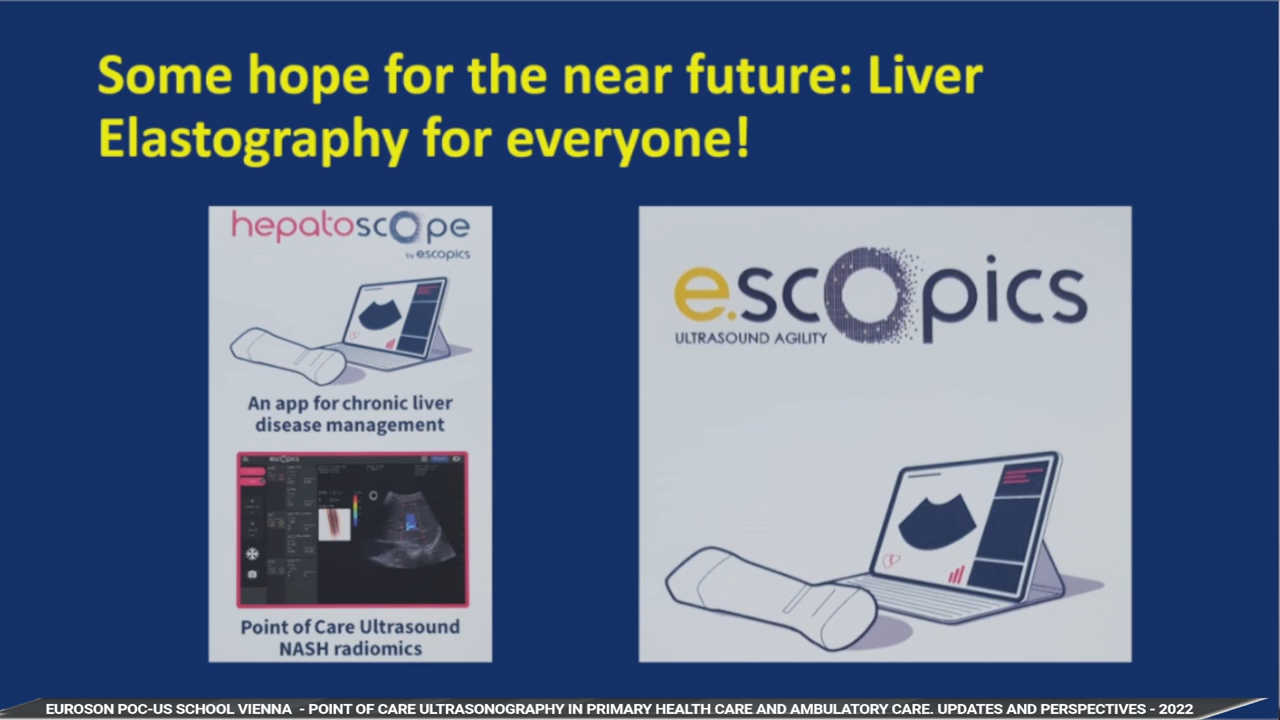 Some hope for the near future: Liver
Elastography for everyone!
hepatoscope
by escopics
An app for chronic liver
disease management
escopics
Point of Care Ultrasound
NASH radiomics
e.scopics
ULTRASOUND AGILITY
EUROSON POC-US SCHOOL VIENNA - POINT OF CARE ULTRASONOGRAPHY IN PRIMARY HEALTH CARE AND AMBULATORY CARE. UPDATES AND PERSPECTIVES - 2022